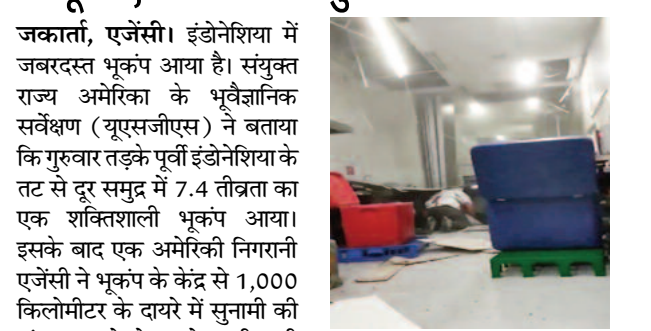 जकार्ता, एजेंसी। इंडोनेशिया में
जबरदस्त भूकंप आया है। संयुक्त
राज्य अमेरिका के भूवैज्ञानिक
सर्वेक्षण (यूएसजीएस) ने बताया
कि गुरुवार तड़के पूर्वी इंडोनेशिया के
तट से दूर समुद्र में 7.4 तीव्रता का
एक शक्तिशाली भूकंप आया।
इसके बाद एक अमेरिकी निगरानी
एजेंसी ने भूकंप के केंद्र से 1,000
किलोमीटर के दायरे में सुनामी की